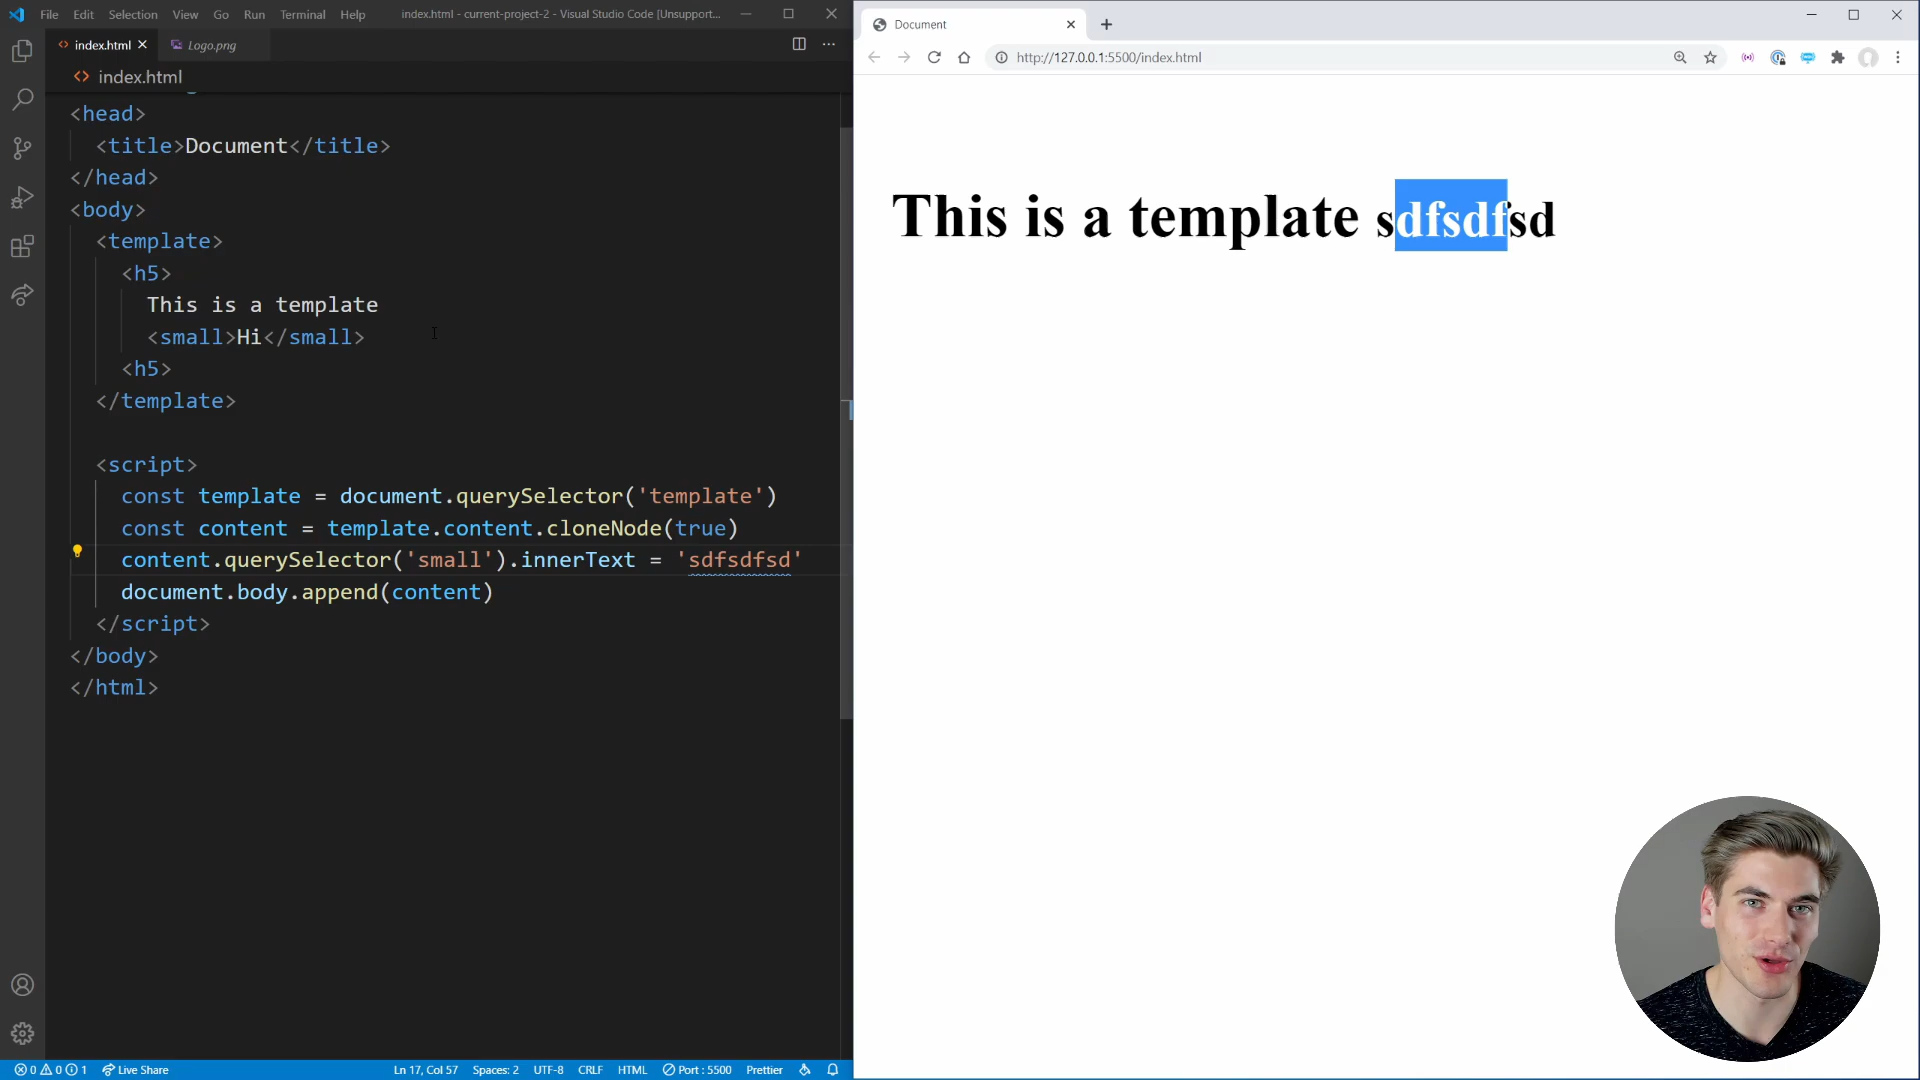 File Edit Selection View Go Run Terminal Help index.html - current-project-2 - Visual Studio Code [Unsupport...
index.html Logo.png
index.html
<head>
<title>Document</title>
</head>
<body>
<template>
<h5>
This is a template
<small>Hi</small>
<h5>
</template>
<script>
const template = document.querySelector('template')
const content = template.content.cloneNode(true)
content.querySelector('small').innerText = 'sdfsdfsd'
document.body.append(content)
</script>
</body>
</html>
0 0 1 Live Share Ln 17, Col 57 Spaces: 2 UTF-8 CRLF HTML Port : 5500 Prettier
Document
http://127.0.0.1:5500/index.html
This is a template sdfsdfsd